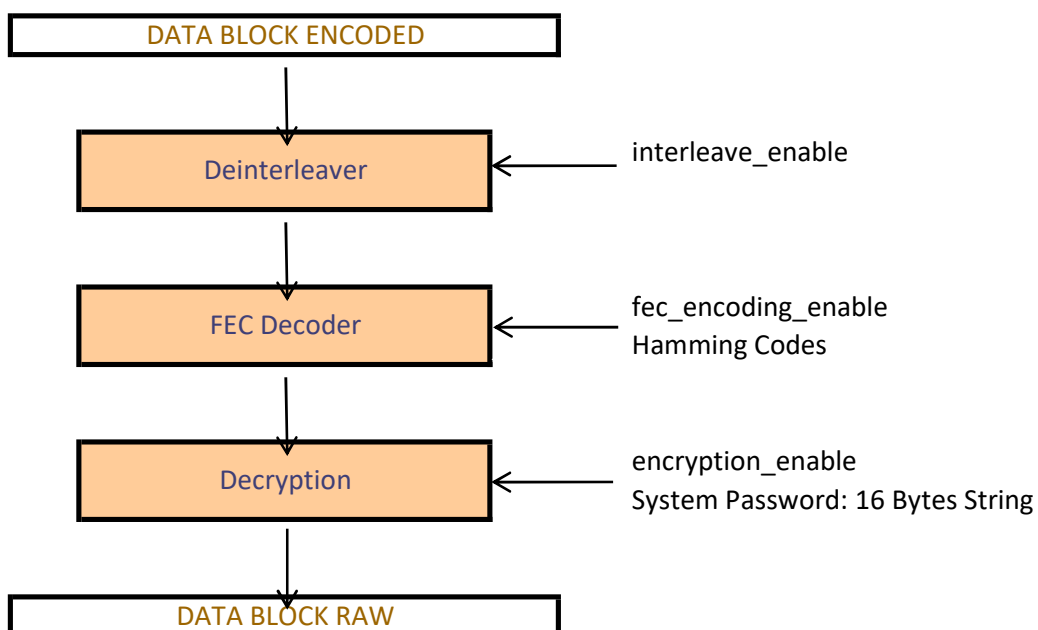 DATA BLOCK ENCODED
Deinterleaver
interleave_enable
FEC Decoder
fec_encoding_enable
Hamming Codes
Decryption
encryption_enable
System Password: 16 Bytes String
DATA BLOCK RAW